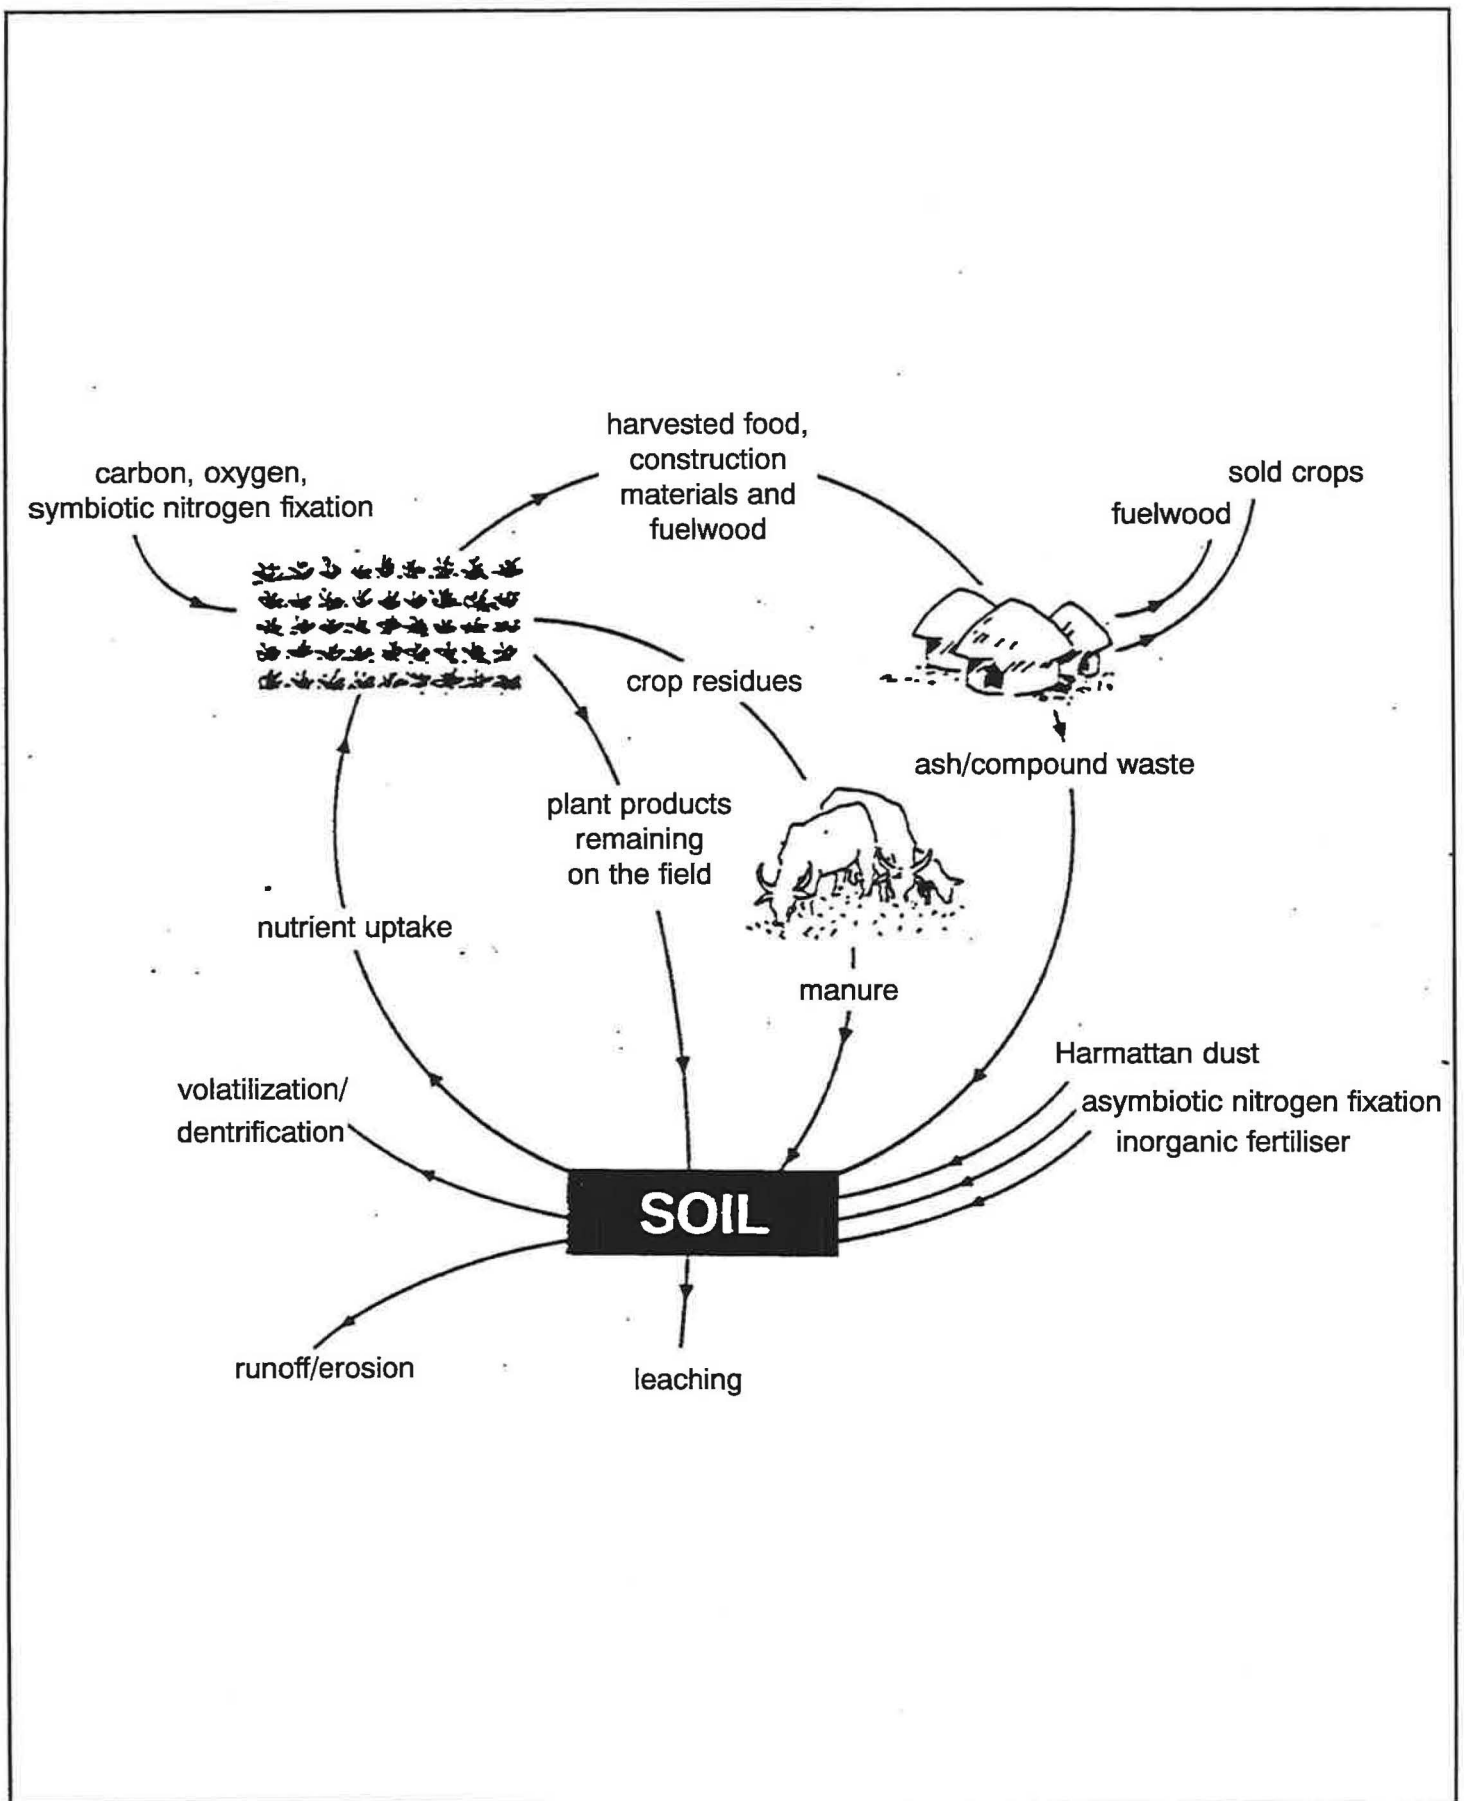 harvested food,
construction
materials and
fuelwood
carbon, oxygen,
symbiotic nitrogen fixation
sold crops
fuelwood
crop residues
ash/compound waste
plant products
remaining
on the field
nutrient uptake
manure
Harmattan dust
asymbiotic nitrogen fixation
inorganic fertiliser
volatilization/
dentrification
SOIL
runoff/erosion
leaching